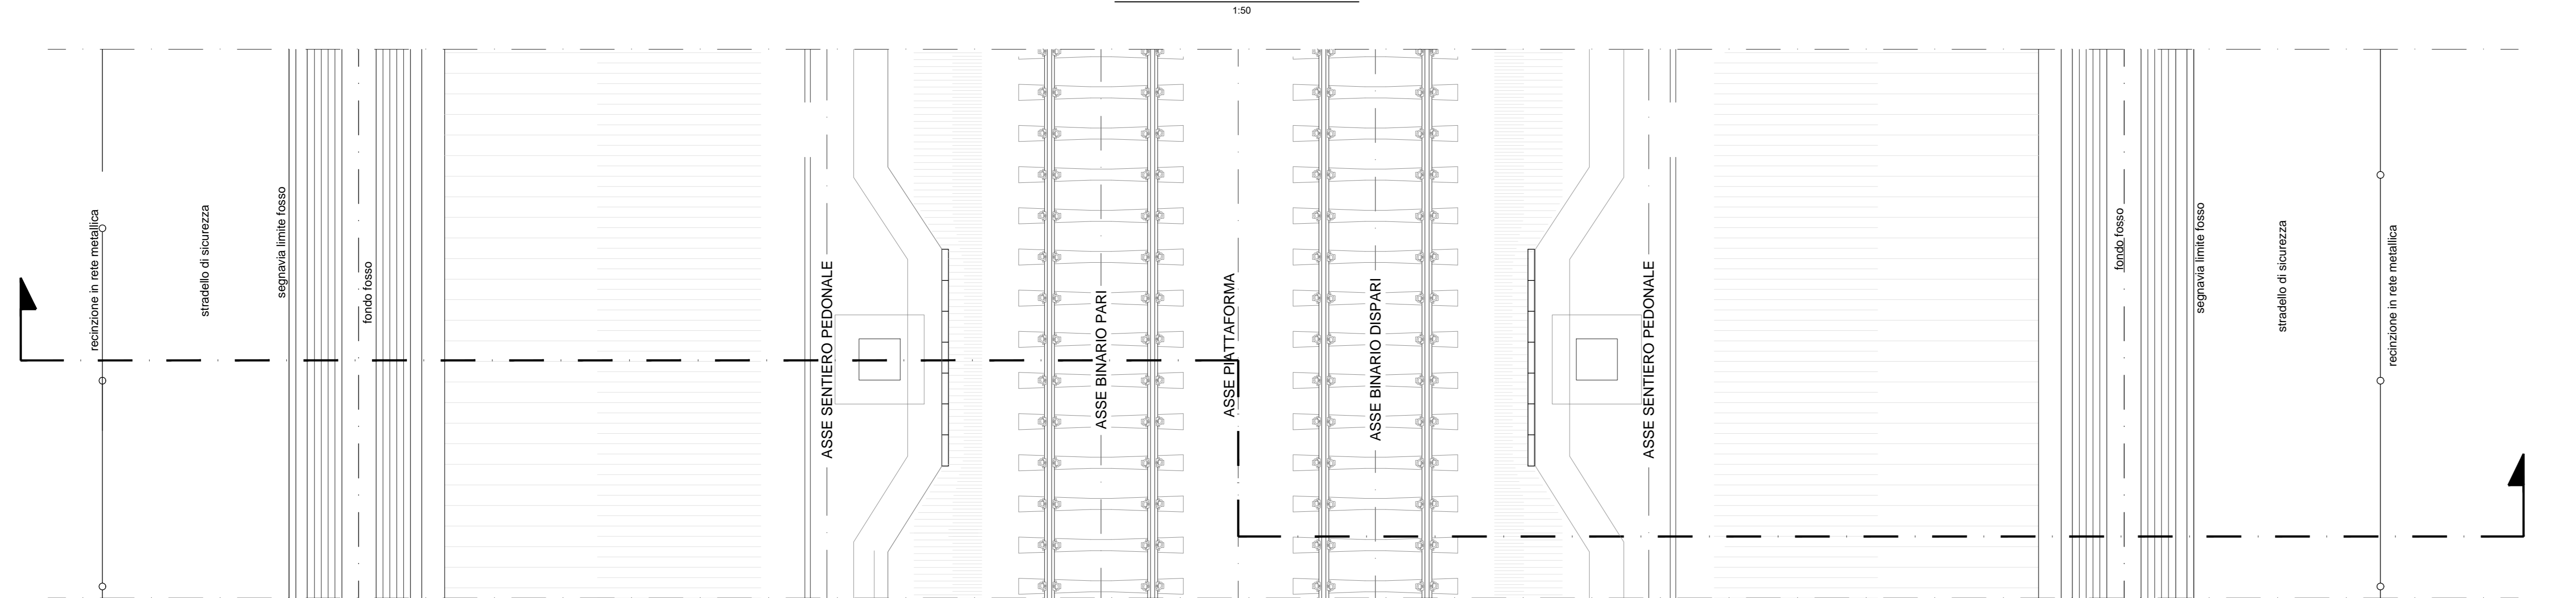 1:50
recinzione in rete metallica
stradello di sicurezza
segnavia limite fosso
fondo fosso
ASSE SENTIERO PEDONALE
ASSE BINARIO PARI
ASSE PIATTAFORMA
ASSE BINARIO DISPARI
ASSE SENTIERO PEDONALE
fondo fosso
segnavia limite fosso
stradello di sicurezza
recinzione in rete metallica